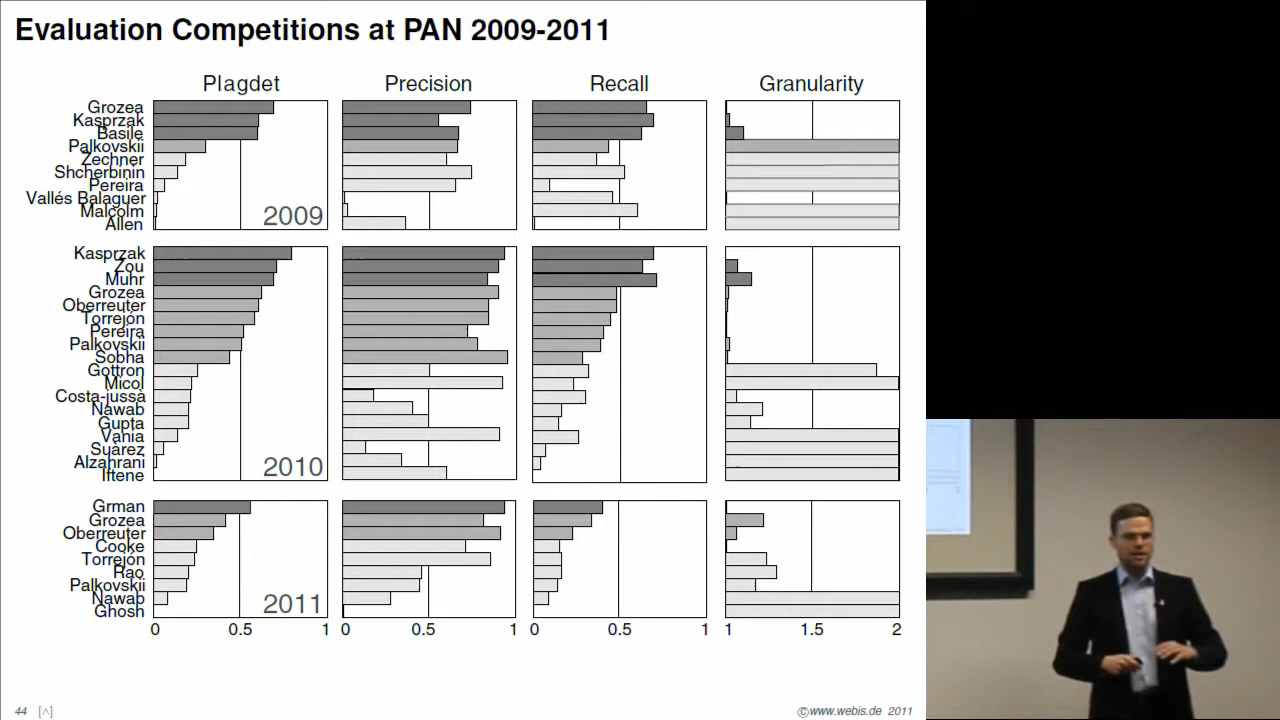 Evaluation Competitions at PAN 2009-2011
Plagdet Precision Recall Granularity
Grozea
Kasprzak
Basile
Palkovskii
Zechner
Shcherbinin
Pereira
Vallés Balaguer
Malcolm
Allen
2009
Kasprzak
Zou
Muhr
Grozea
Oberreuter
Torrejón
Pereira
Palkovskii
Sobha
Gottron
Micol
Costa-jussà
Nawab
Gupta
Vania
Suàrez
Alzahrani
Iftene
2010
Grman
Grozea
Oberreuter
Cooke
Torrejón
Rao
Palkovskii
Nawab
Ghosh
2011
0 0.5 1 0 0.5 1 0 0.5 1 1 1.5 2
44 [^] ©www.webis.de 2011